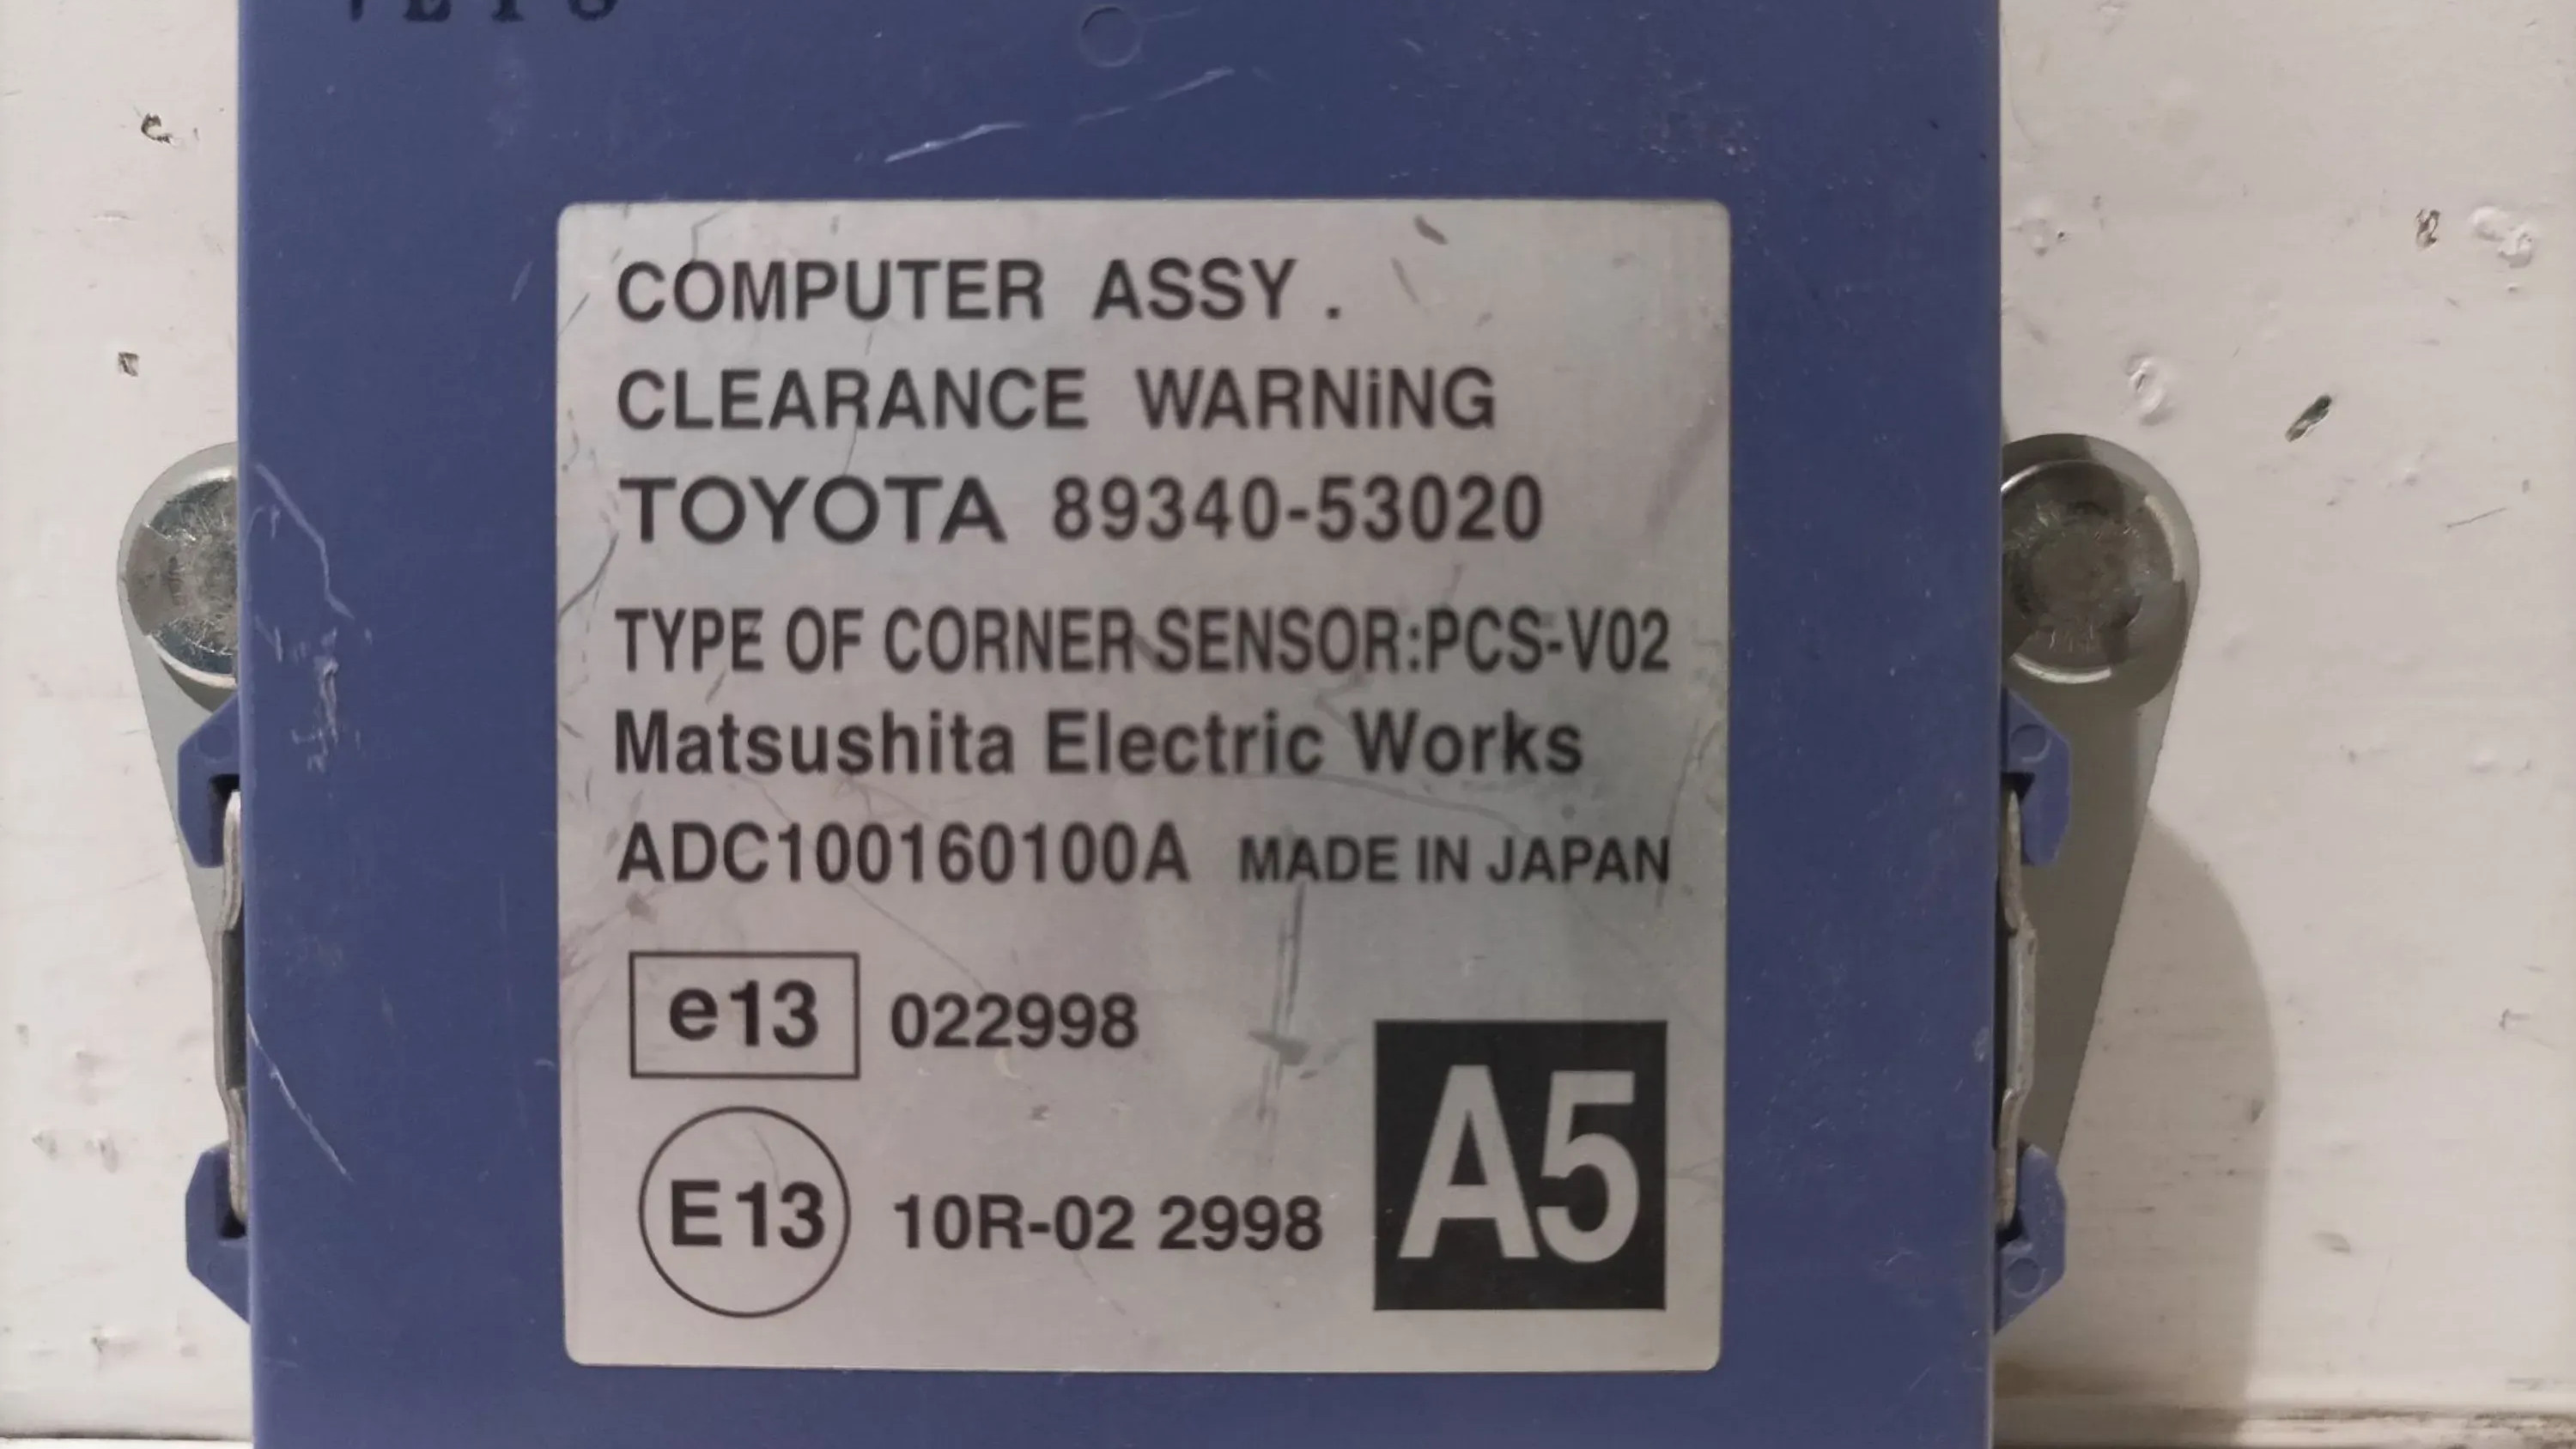 COMPUTER ASSY.
CLEARANCE WARNiNG
TOYOTA 89340-53020
TYPE OF CORNER SENSOR:PCS-V02
Matsushita Electric Works
ADC100160100A MADE IN JAPAN
e13 022998
E13 10R-02 2998
A5